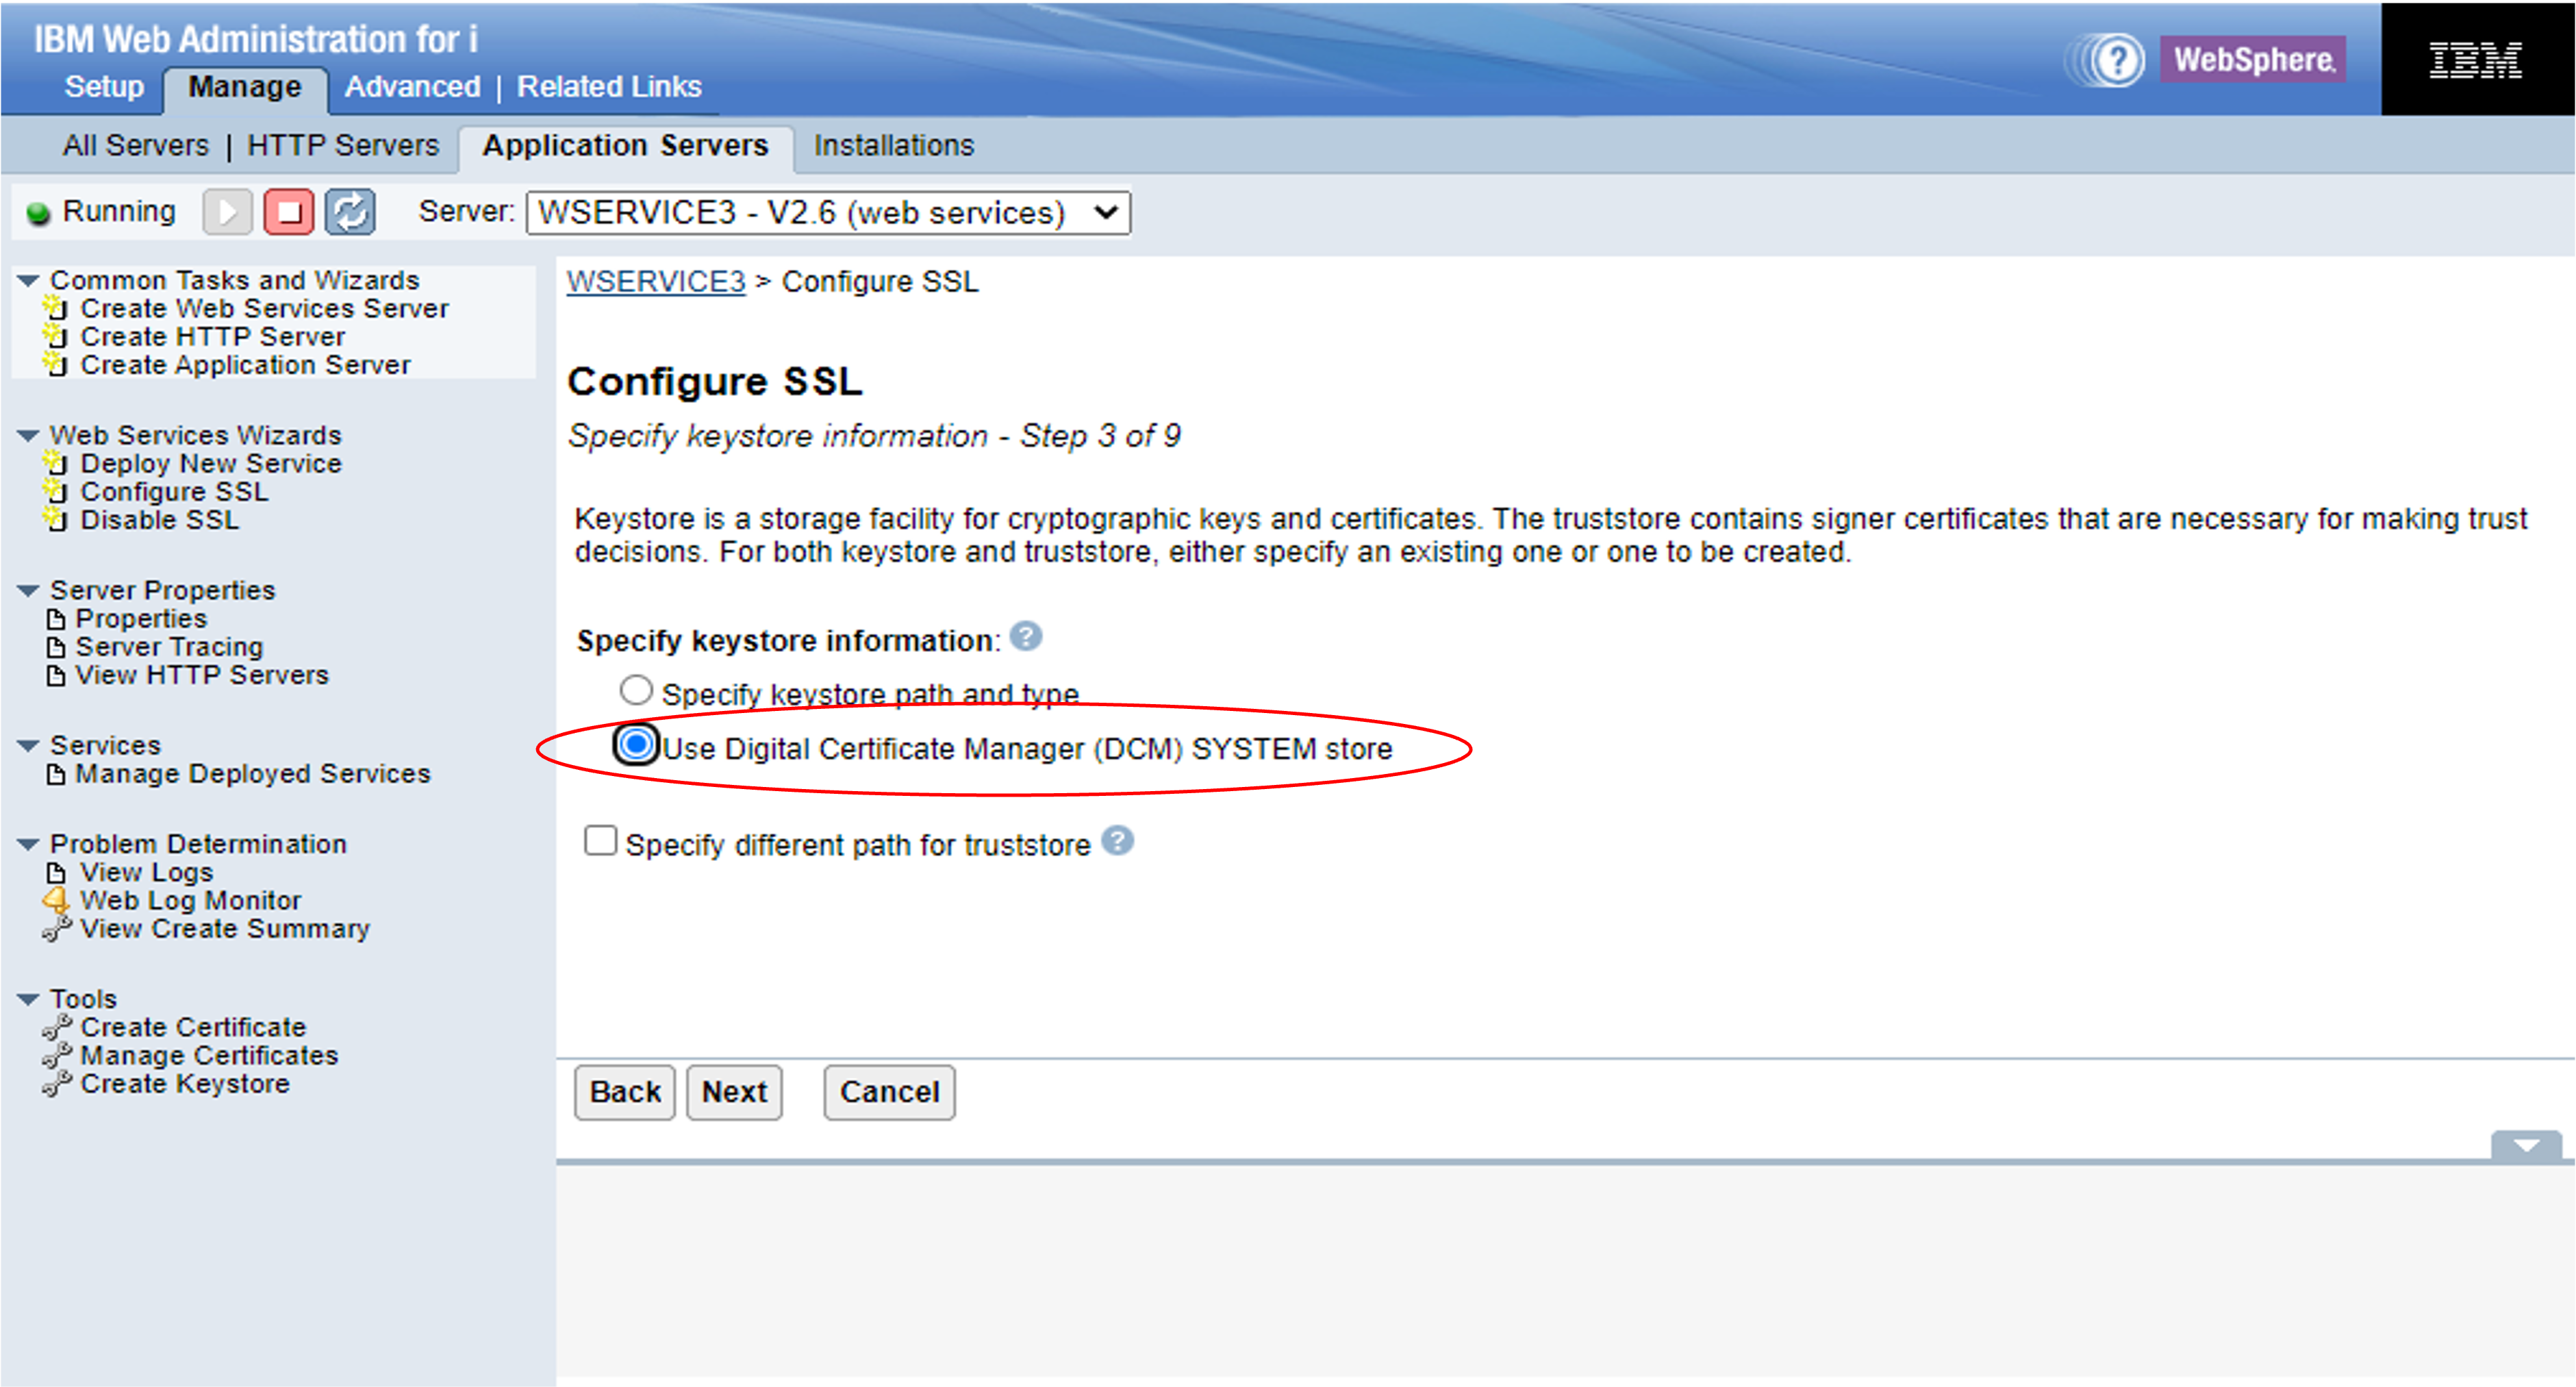 IBM Web Administration for i
Setup Manage Advanced | Related Links
? WebSphere. IBM
All Servers | HTTP Servers Application Servers Installations
Running Server: WSERVICE3 - V2.6 (web services)
Common Tasks and Wizards
Create Web Services Server
Create HTTP Server
Create Application Server
Web Services Wizards
Deploy New Service
Configure SSL
Disable SSL
Server Properties
Properties
Server Tracing
View HTTP Servers
Services
Manage Deployed Services
Problem Determination
View Logs
Web Log Monitor
View Create Summary
Tools
Create Certificate
Manage Certificates
Create Keystore
WSERVICE3 > Configure SSL
Configure SSL
Specify keystore information - Step 3 of 9
Keystore is a storage facility for cryptographic keys and certificates. The truststore contains signer certificates that are necessary for making trust
decisions. For both keystore and truststore, either specify an existing one or one to be created.
Specify keystore information: ?
Specify keystore path and type
Use Digital Certificate Manager (DCM) SYSTEM store
Specify different path for truststore ?
Back Next Cancel